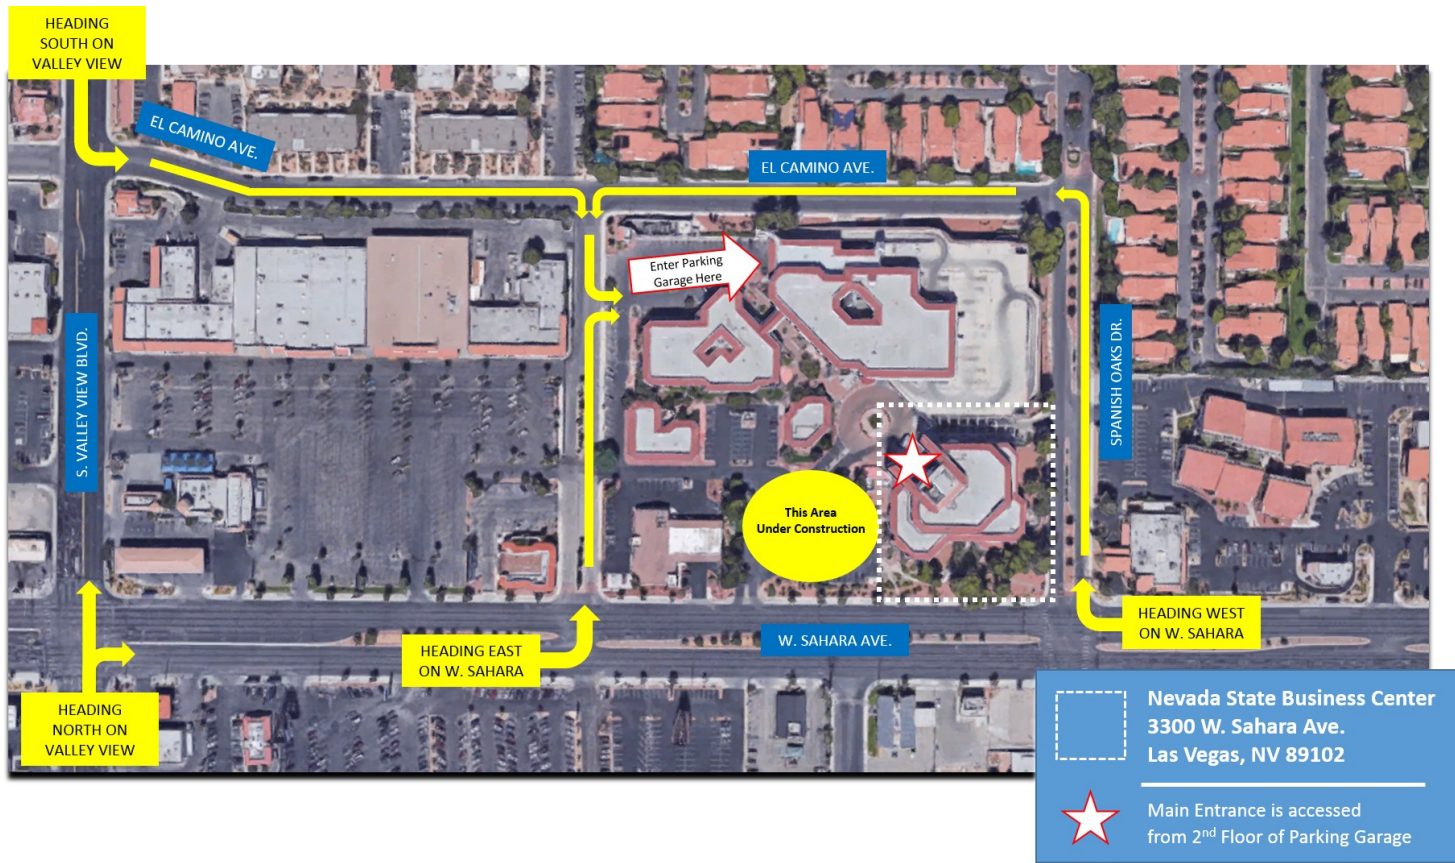 HEADING
SOUTH ON
VALLEY VIEW
EL CAMINO AVE.
EL CAMINO AVE.
Enter Parking
Garage Here
S. VALLEY VIEW BLVD.
SPANISH OAKS DR.
This Area
Under Construction
HEADING EAST
ON W. SAHARA
W. SAHARA AVE.
HEADING WEST
ON W. SAHARA
HEADING
NORTH ON
VALLEY VIEW
Nevada State Business Center
3300 W. Sahara Ave.
Las Vegas, NV 89102
Main Entrance is accessed
from 2nd Floor of Parking Garage